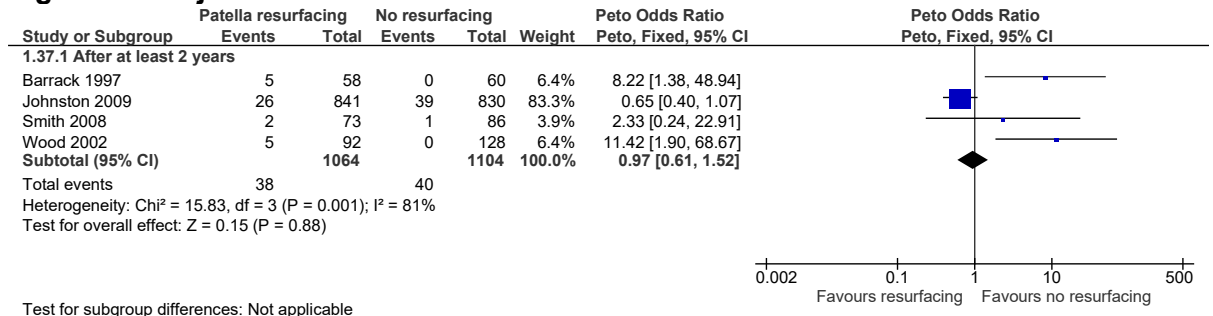 Patella resurfacing No resurfacing Peto Odds Ratio Peto Odds Ratio
Study or Subgroup Events Total Events Total Weight Peto, Fixed, 95% CI Peto, Fixed, 95% CI
1.37.1 After at least 2 years
Barrack 1997 5 58 0 60 6.4% 8.22 [1.38, 48.94]
Johnston 2009 26 841 39 830 83.3% 0.65 [0.40, 1.07]
Smith 2008 2 73 1 86 3.9% 2.33 [0.24, 22.91]
Wood 2002 5 92 0 128 6.4% 11.42 [1.90, 68.67]
Subtotal (95% CI) 1064 1104 100.0% 0.97 [0.61, 1.52]
Total events 38 40
Heterogeneity: Chi² = 15.83, df = 3 (P = 0.001); I² = 81%
Test for overall effect: Z = 0.15 (P = 0.88)
0.002 0.1 1 10 500
Favours resurfacing Favours no resurfacing
Test for subgroup differences: Not applicable